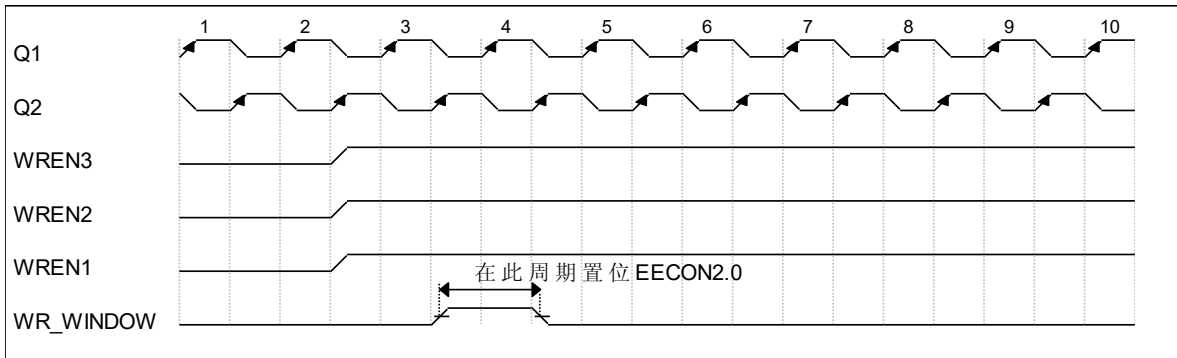 1 2 3 4 5 6 7 8 9 10
Q1
Q2
WREN3
WREN2
WREN1
在此周期置位EECON2.0
WR_WINDOW